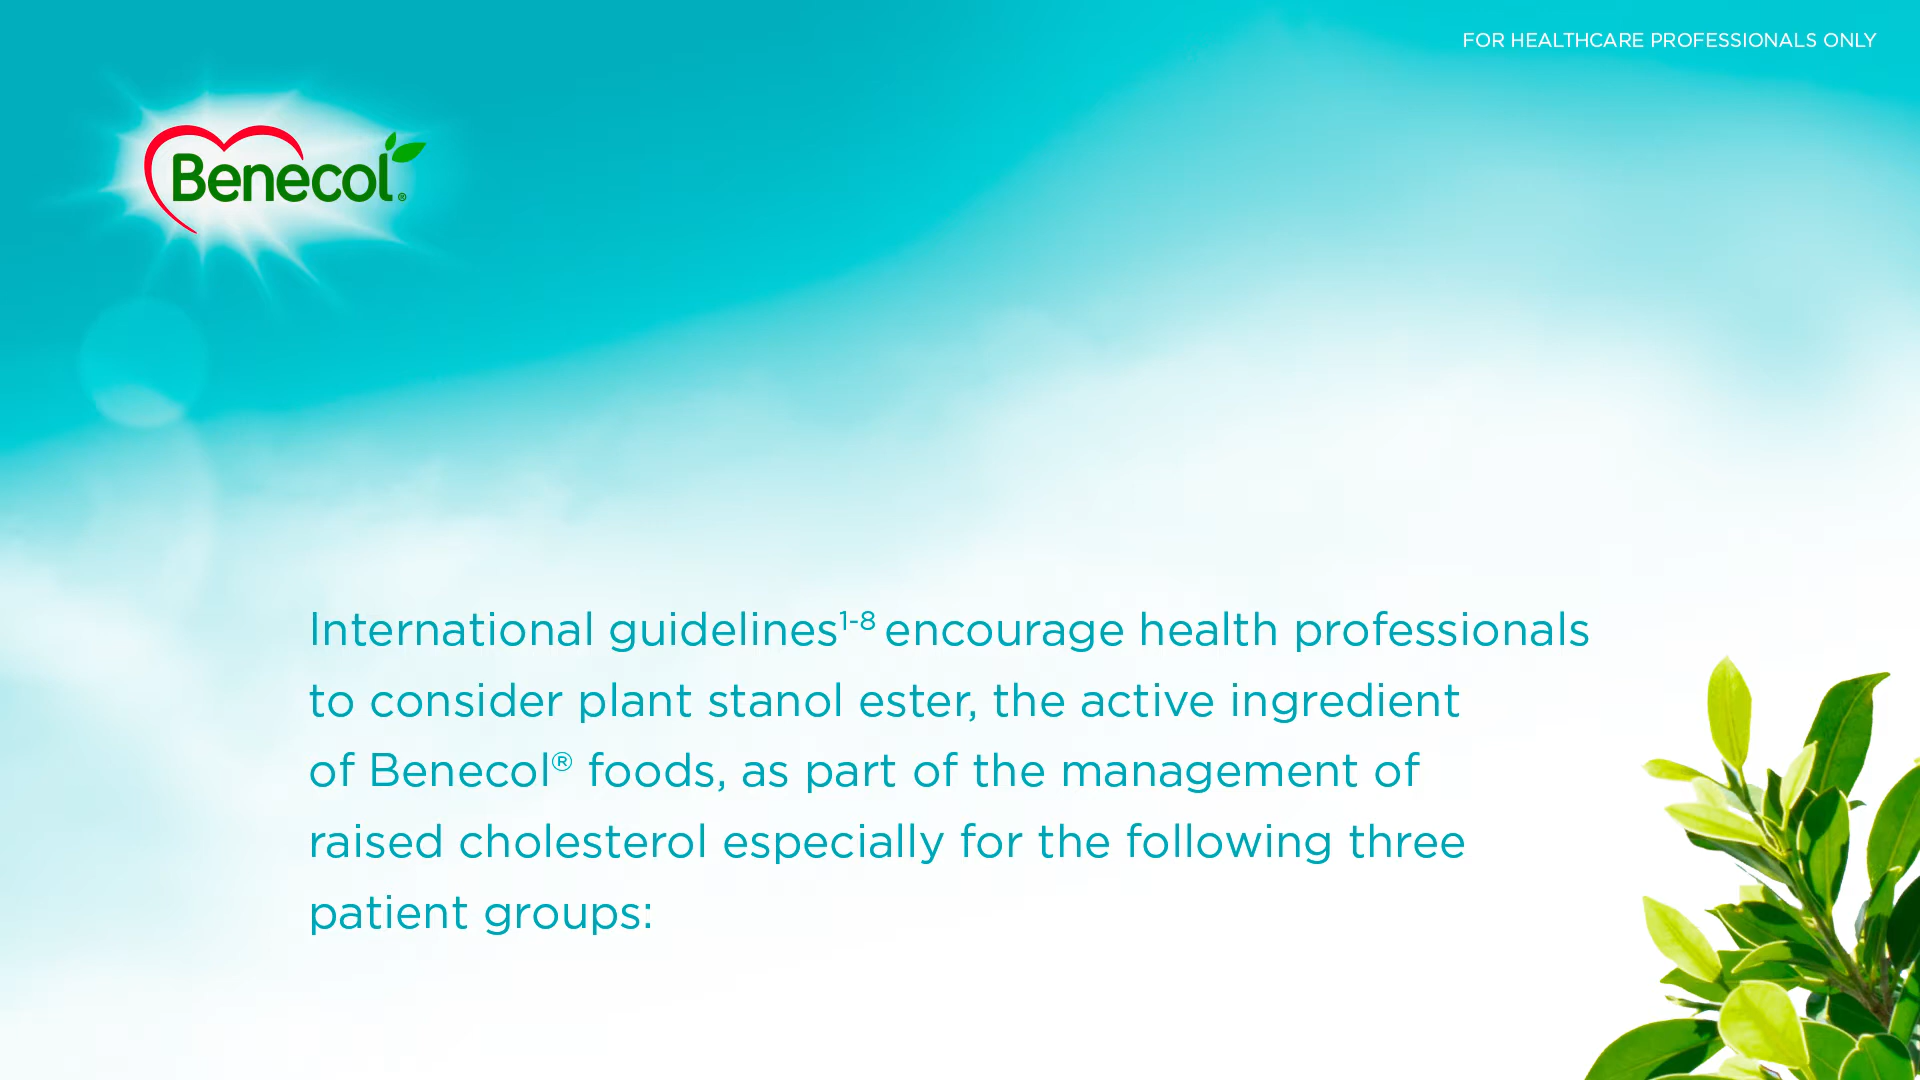 FOR HEALTHCARE PROFESSIONALS ONLY
Benecol®
International guidelines¹⁻⁸ encourage health professionals
to consider plant stanol ester, the active ingredient
of Benecol® foods, as part of the management of
raised cholesterol especially for the following three
patient groups: